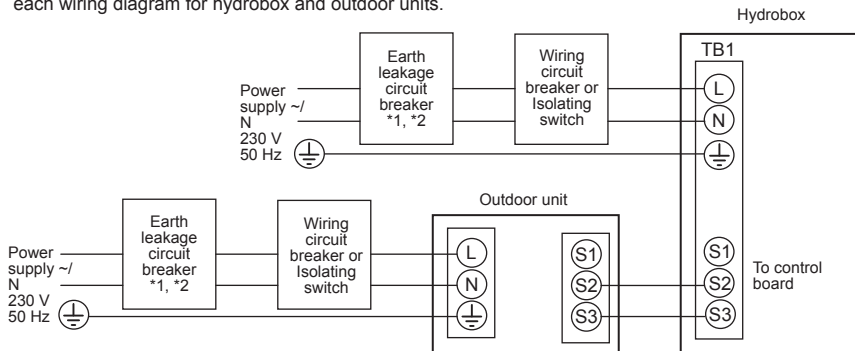 each wiring diagram for hydrobox and outdoor units.
Hydrobox
TB1
Power
supply ~/
N
230 V
50 Hz
Earth
leakage
circuit
breaker
*1, *2
Wiring
circuit
breaker or
Isolating
switch
L
N
Outdoor unit
Power
supply ~/
N
230 V
50 Hz
Earth
leakage
circuit
breaker
*1, *2
Wiring
circuit
breaker or
Isolating
switch
L
N
S1
S2
S3
S1
S2
S3
To control
board